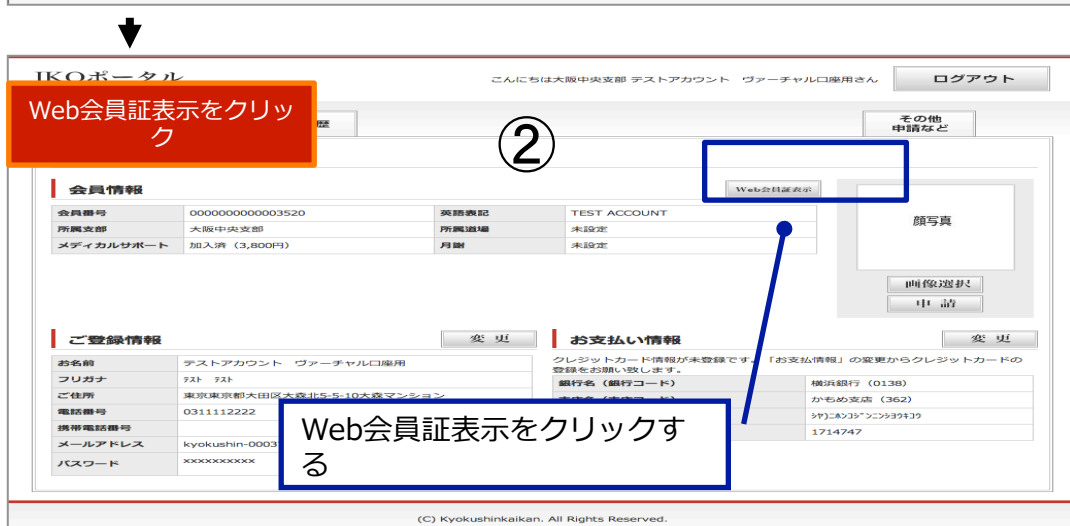 IKOポータル
こんにちは大阪中央支部 テストアカウント ヴァーチャル口座用さん
ログアウト
Web会員証表示をクリック
歴
②
その他
申請など
会員情報
Web会員証表示
会員番号 0000000000003520 英語表記 TEST ACCOUNT
所属支部 大阪中央支部 所属道場 未設定
メディカルサポート 加入済（3,800円） 月謝 未設定
顔写真
画像選択
申 請
ご登録情報 変 更
お名前 テストアカウント ヴァーチャル口座用
フリガナ ﾃｽﾄ ﾃｽﾄ
ご住所 東京東京都大田区大森北5-5-10大森マンション
電話番号 0311112222
携帯電話番号
メールアドレス kyokushin-0003
パスワード xxxxxxxxxx
お支払い情報 変 更
クレジットカード情報が未登録です。「お支払情報」の変更からクレジットカードの
登録をお願い致します。
銀行名（銀行コード） 横浜銀行（0138）
かもめ支店（362）
1714747
Web会員証表示をクリックす
る
(C) Kyokushinkaikan. All Rights Reserved.